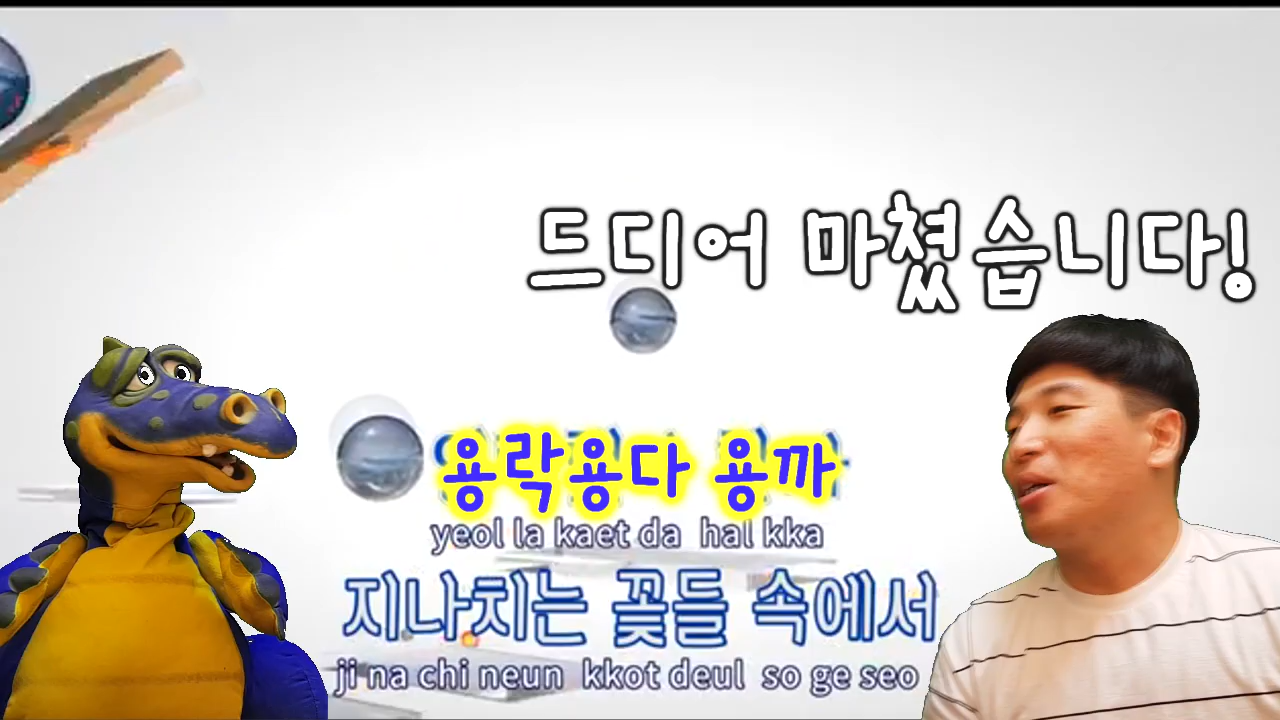 드디어 마쳤습니다!
용락용다 용까
yeol la kaet da hal kka
지나치는 꽃들 속에서
ji na chi neun kkot deul so ge seo